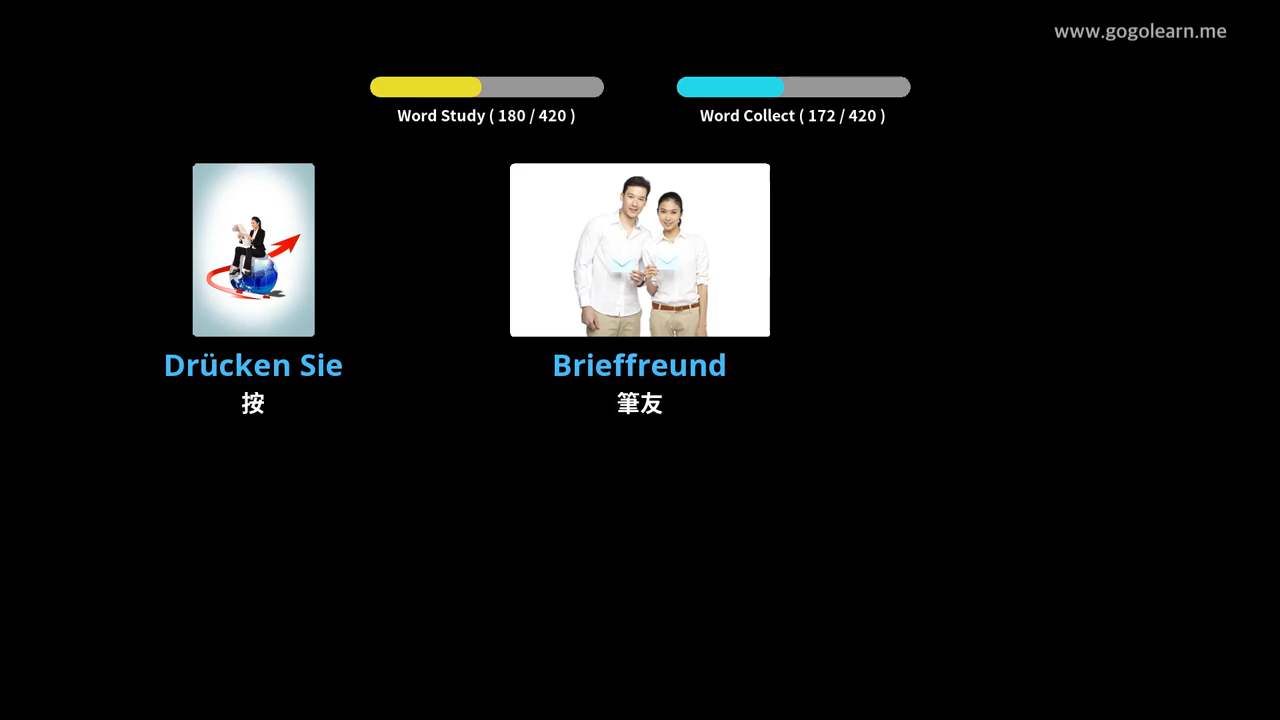 www.gogolearn.me
Word Study ( 180 / 420 )
Word Collect ( 172 / 420 )
Drücken Sie
按
Brieffreund
筆友